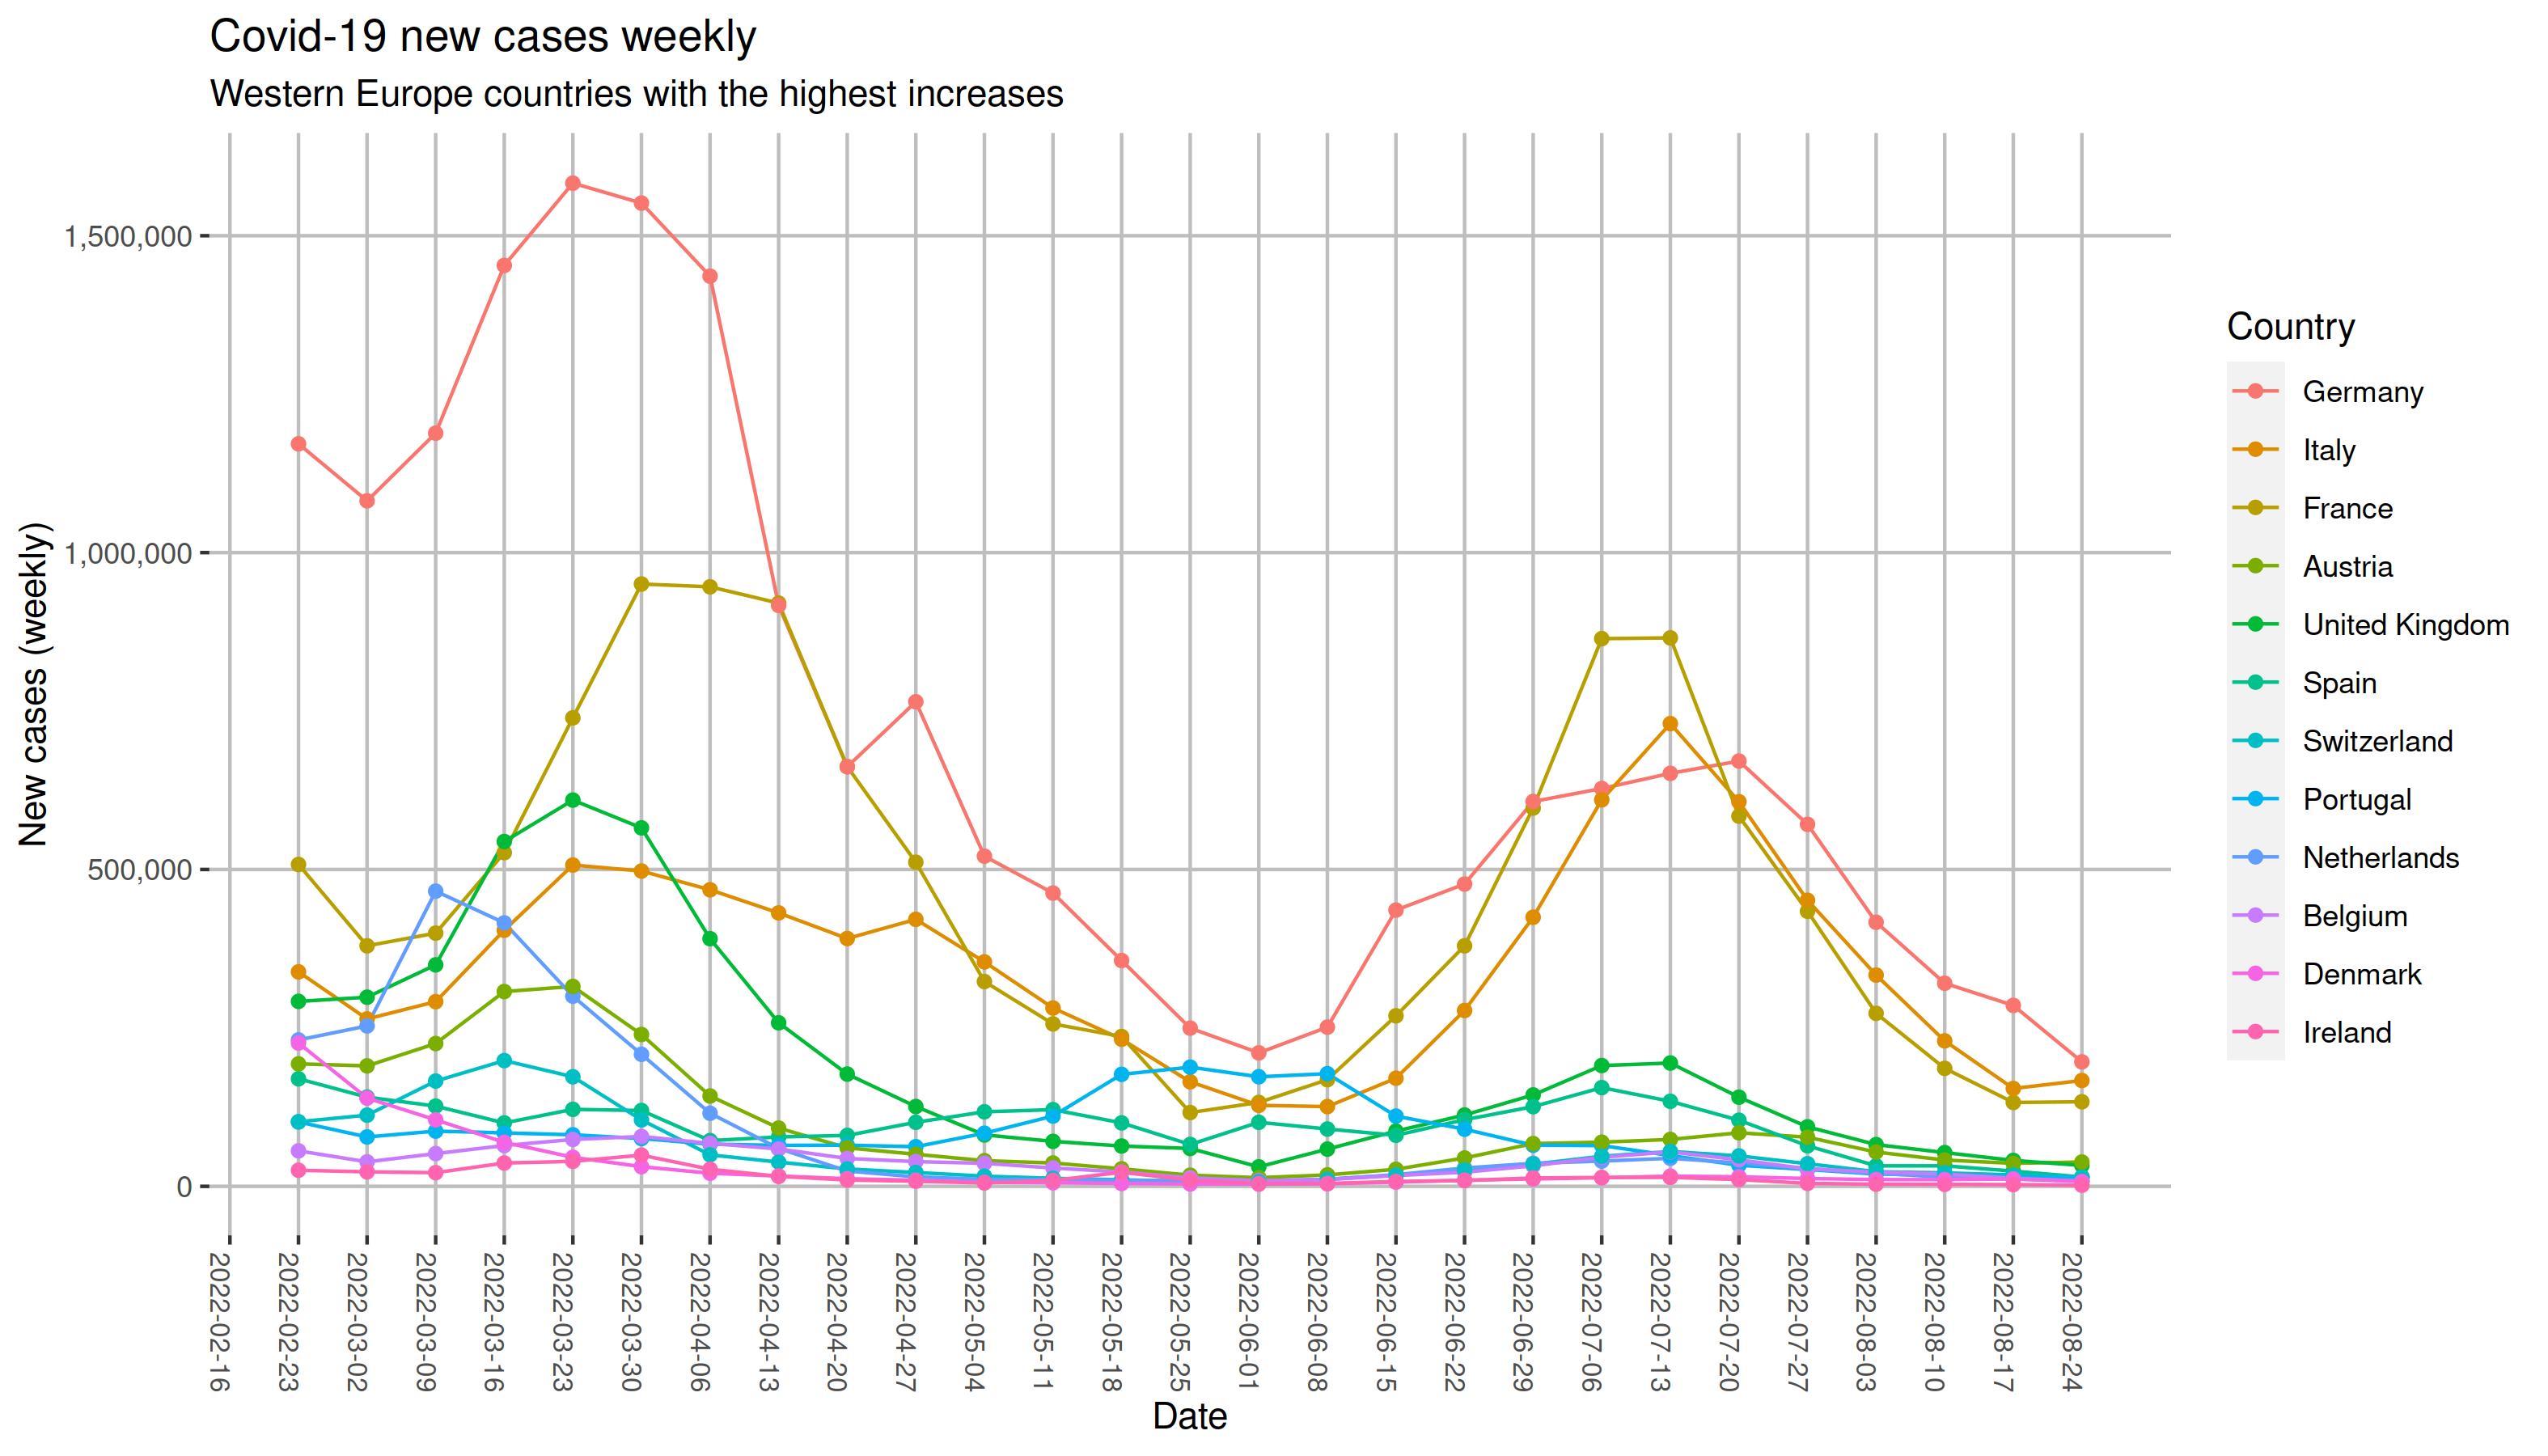 Covid-19 new cases weekly
Western Europe countries with the highest increases
New cases (weekly)
1,500,000
1,000,000
500,000
0
2022-02-16
2022-02-23
2022-03-02
2022-03-09
2022-03-16
2022-03-23
2022-03-30
2022-04-06
2022-04-13
2022-04-20
2022-04-27
2022-05-04
2022-05-11
2022-05-18
2022-05-25
2022-06-01
2022-06-08
2022-06-15
2022-06-22
2022-06-29
2022-07-06
2022-07-13
2022-07-20
2022-07-27
2022-08-03
2022-08-10
2022-08-17
2022-08-24
Date
Country
Germany
Italy
France
Austria
United Kingdom
Spain
Switzerland
Portugal
Netherlands
Belgium
Denmark
Ireland